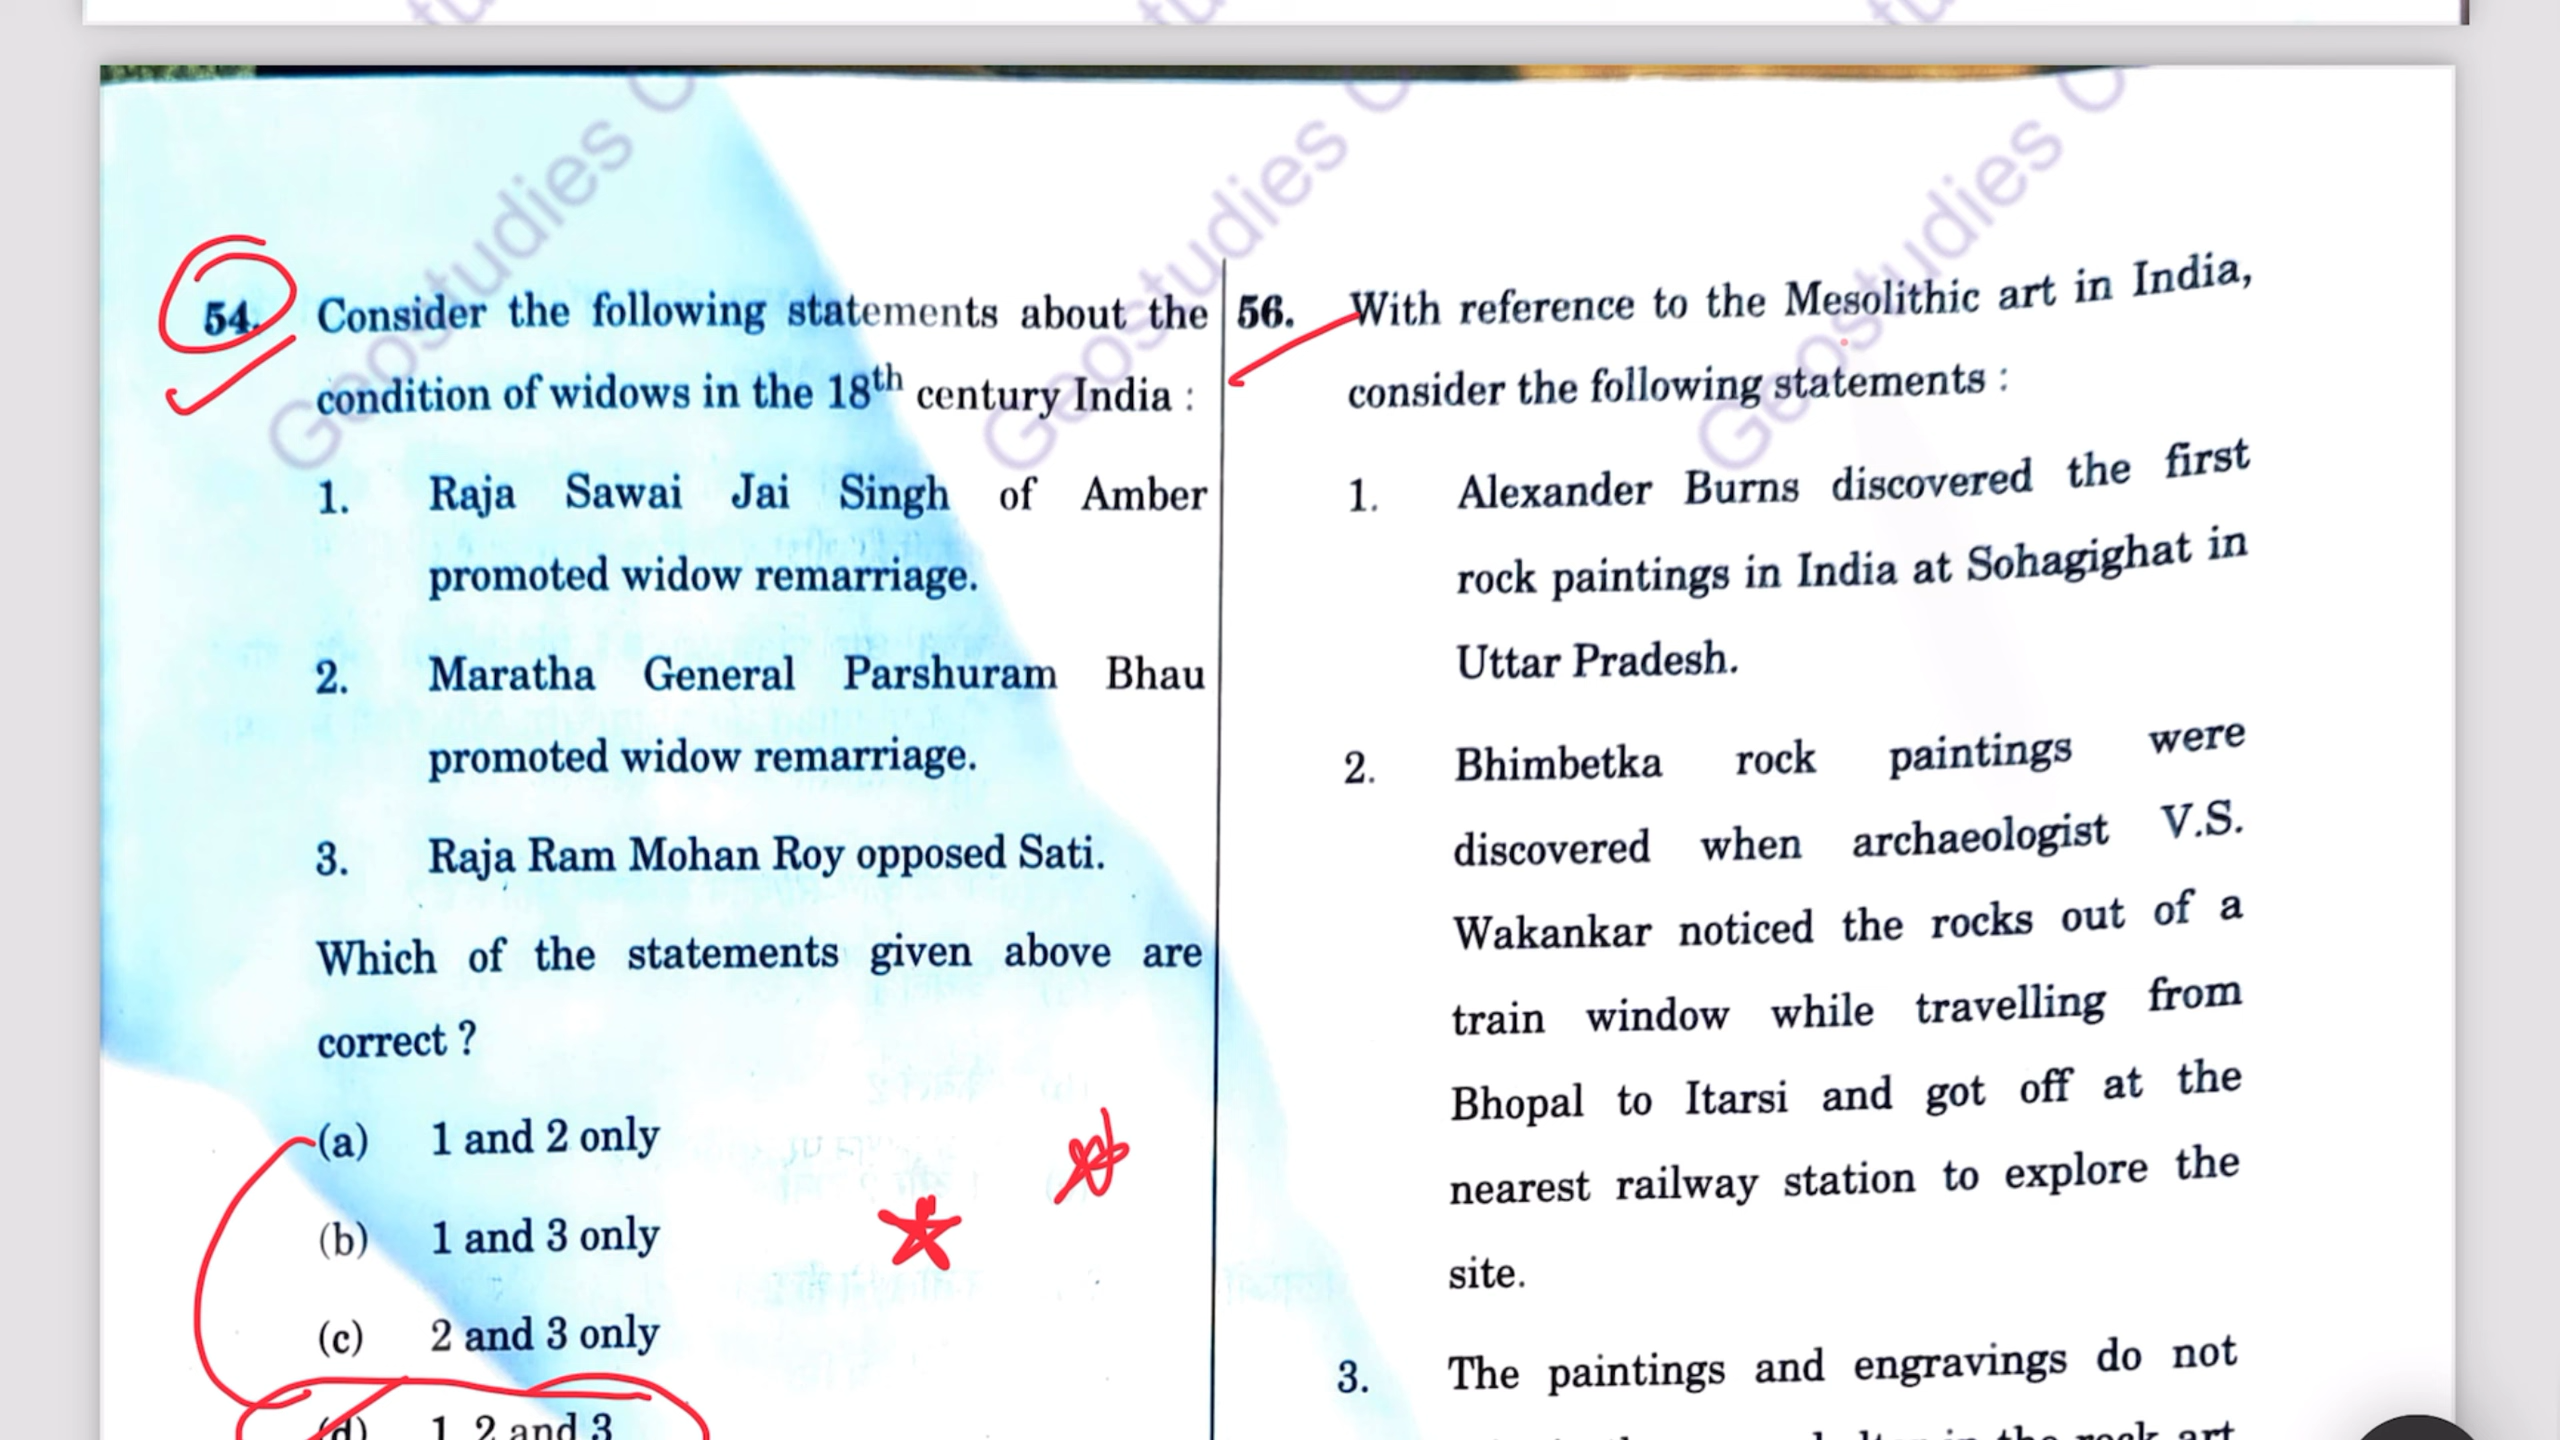 54. Consider the following statements about the
condition of widows in the 18th century India :
1. Raja Sawai Jai Singh of Amber
promoted widow remarriage.
2. Maratha General Parshuram Bhau
promoted widow remarriage.
3. Raja Ram Mohan Roy opposed Sati.
Which of the statements given above are
correct ?
(a) 1 and 2 only
(b) 1 and 3 only
(c) 2 and 3 only
(d) 1, 2 and 3
56. With reference to the Mesolithic art in India,
consider the following statements :
1. Alexander Burns discovered the first
rock paintings in India at Sohagighat in
Uttar Pradesh.
2. Bhimbetka rock paintings were
discovered when archaeologist V.S.
Wakankar noticed the rocks out of a
train window while travelling from
Bhopal to Itarsi and got off at the
nearest railway station to explore the
site.
3. The paintings and engravings do not
in the rock art
Geostudies
Geostudies
Geostudies